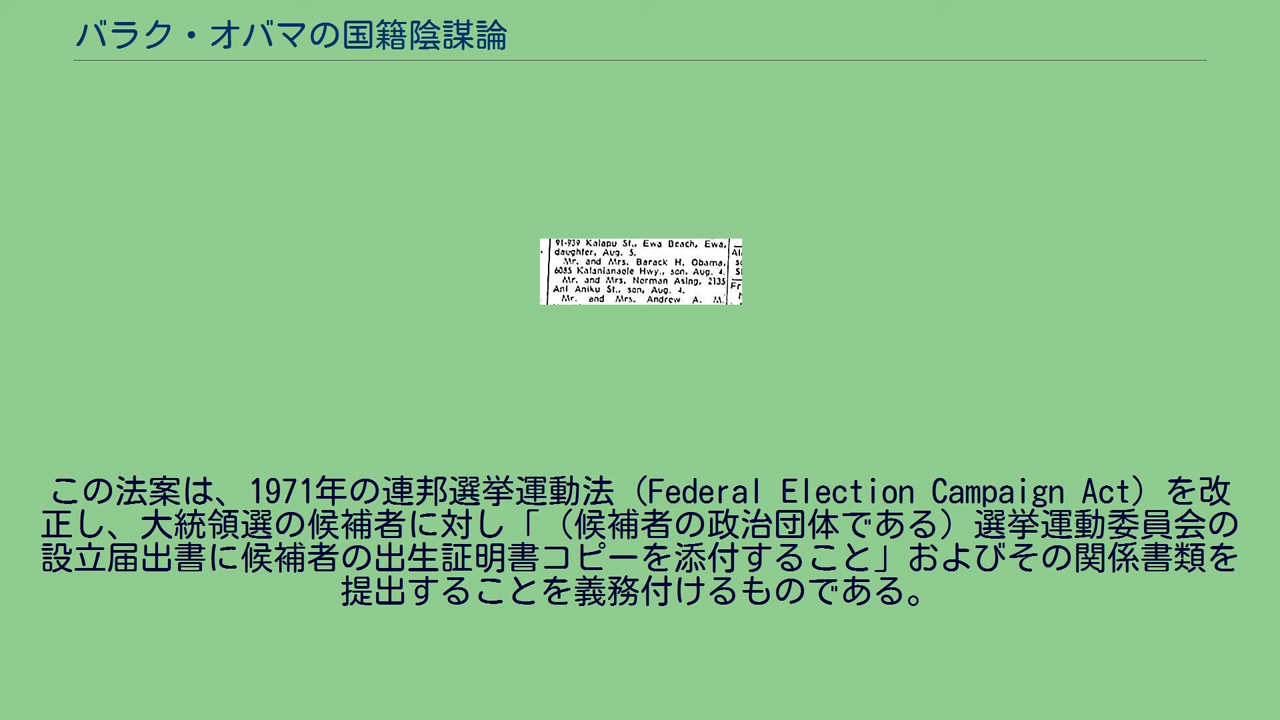 バラク・オバマの国籍陰謀論
91-939 Kalapu St., Ewa Beach, Ewa,
daughter, Aug. 5.
Mr. and Mrs. Barack H. Obama,
6085 Kalanianaole Hwy., son, Aug. 4.
Mr. and Mrs. Norman Asing, 2135
Ani Aniku St., son, Aug. 4.
Mr. and Mrs. Andrew A. M.
この法案は、1971年の連邦選挙運動法（Federal Election Campaign Act）を改
正し、大統領選の候補者に対し「（候補者の政治団体である）選挙運動委員会の
設立届出書に候補者の出生証明書コピーを添付すること」およびその関係書類を
提出することを義務付けるものである。